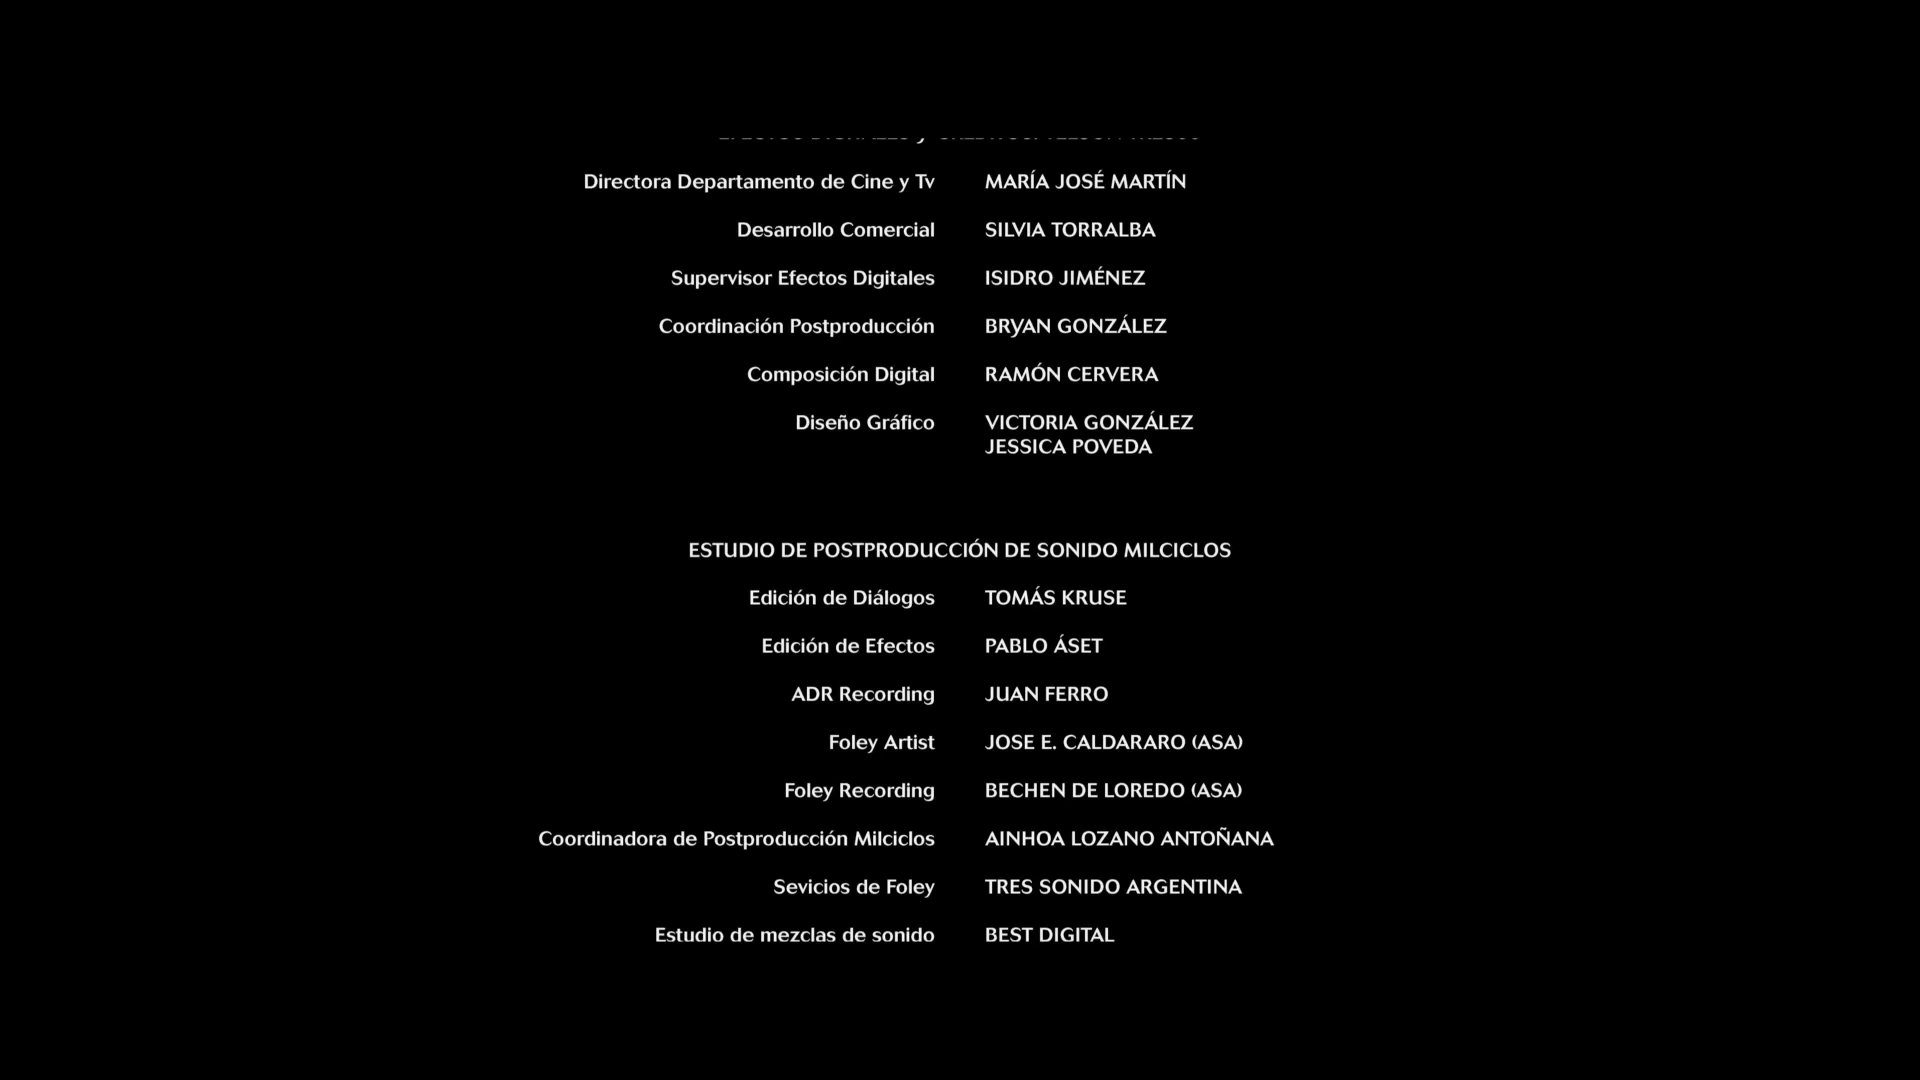 Directora Departamento de Cine y Tv MARÍA JOSÉ MARTÍN
Desarrollo Comercial SILVIA TORRALBA
Supervisor Efectos Digitales ISIDRO JIMÉNEZ
Coordinación Postproducción BRyAN GONZÁLEZ
Composición Digital RAMÓN CERVERA
Diseño Gráfico VICTORIA GONZÁLEZ
JESSICA POVEDA
ESTUDIO DE POSTPRODUCCIÓN DE SONIDO MILCICLOS
Edición de Diálogos TOMÁS KRUSE
Edición de Efectos PABLO ÁSET
ADR Recording JUAN FERRO
Foley Artist JOSE E. CALDARARO (ASA)
Foley Recording BECHEN DE LOREDO (ASA)
Coordinadora de Postproducción Milciclos AINHOA LOZANO ANTOÑANA
Sevicios de Foley TRES SONIDO ARGENTINA
Estudio de mezclas de sonido BEST DIGITAL